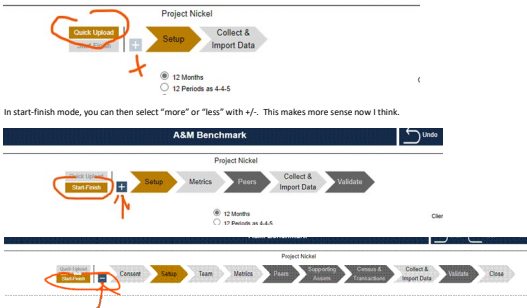 Project Nickel
Quick Upload
Start-Finish
+
Setup
Collect &
Import Data
12 Months
12 Periods as 4-4-5
In start-finish mode, you can then select "more" or "less" with +/-. This makes more sense now I think.
A&M Benchmark
Undo
Project Nickel
Quick Upload
Start-Finish
+
Setup
Metrics
Peers
Collect &
Import Data
Validate
12 Months
12 Periods as 4-4-5
Clien
Project Nickel
Quick Upload
Start-Finish
Consent
Setup
Team
Metrics
Peers
Supporting
Assum
Census &
Transactions
Collect &
Import Data
Validate
Close